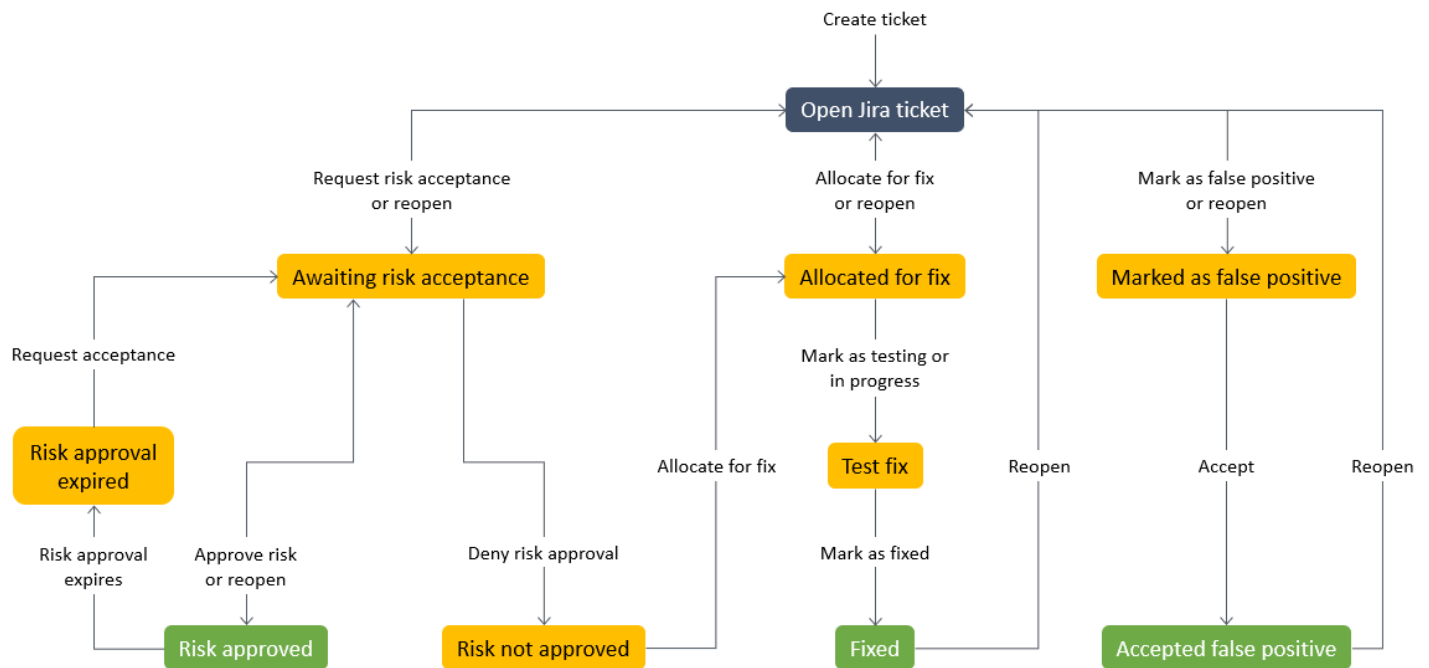 Create ticket
Open Jira ticket
Request risk acceptance
or reopen
Allocate for fix
or reopen
Mark as false positive
or reopen
Awaiting risk acceptance
Allocated for fix
Marked as false positive
Request acceptance
Mark as testing or
in progress
Risk approval
expired
Allocate for fix
Test fix
Reopen
Accept
Reopen
Risk approval
expires
Approve risk
or reopen
Deny risk approval
Mark as fixed
Risk approved
Risk not approved
Fixed
Accepted false positive